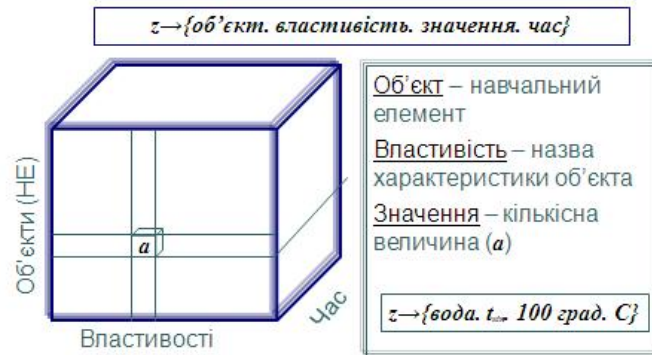 z→{об’єкт. властивість. значення. час}
Об’єкти (НЕ)
a
Властивості
Час
Об’єкт – навчальний
елемент
Властивість – назва
характеристики об’єкта
Значення – кількісна
величина (a)
z→{вода. t 100 град. С}